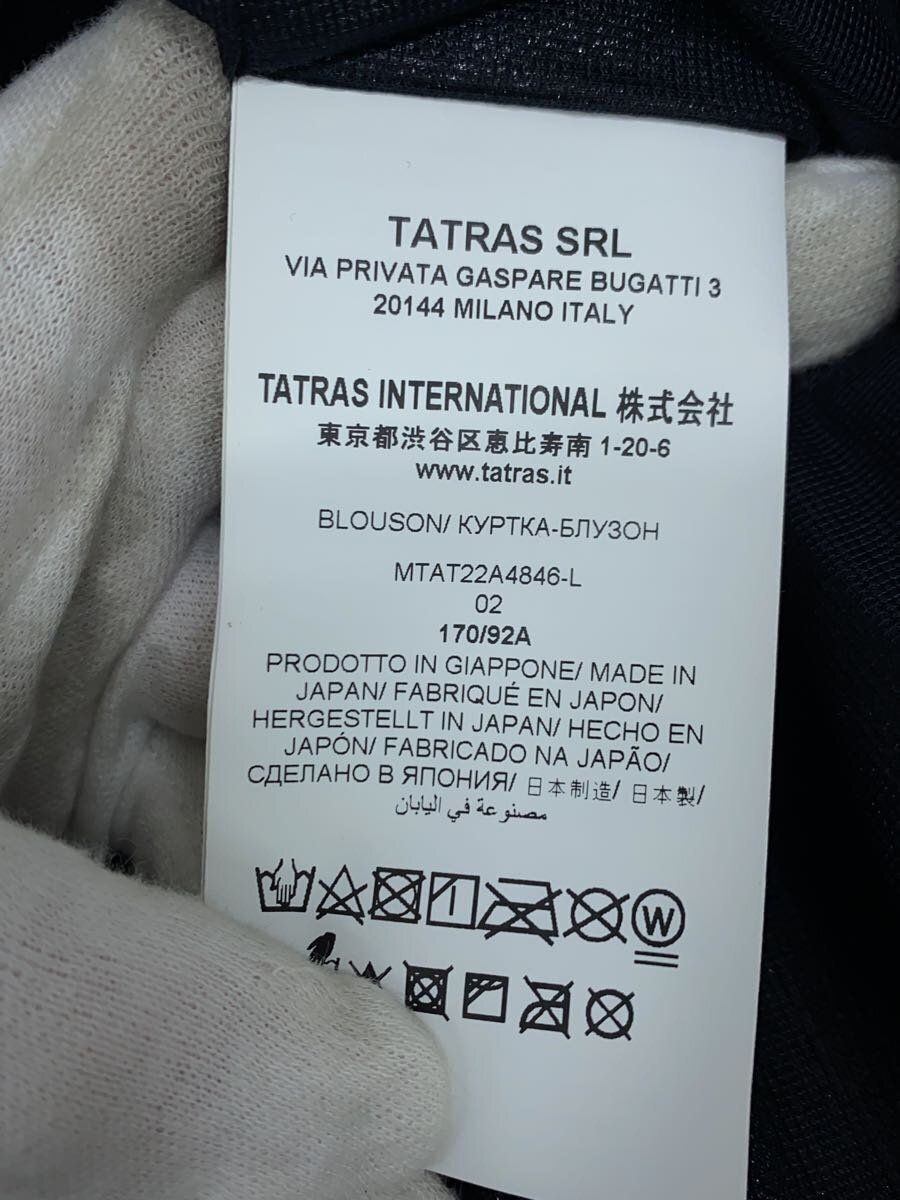 TATRAS SRL
VIA PRIVATA GASPARE BUGATTI 3
20144 MILANO ITALY
TATRAS INTERNATIONAL 株式会社
東京都渋谷区恵比寿南 1-20-6
www.tatras.it
BLOUSON/ КУРТКА-БЛУЗОН
MTAT22A4846-L
02
170/92A
PRODOTTO IN GIAPPONE/ MADE IN
JAPAN/ FABRIQUÉ EN JAPON/
HERGESTELLT IN JAPAN/ HECHO EN
JAPÓN/ FABRICADO NA JAPÃO/
СДЕЛАНО В ЯПОНИЯ/ 日本制造/ 日本製/
مصنوعة في اليابان
W